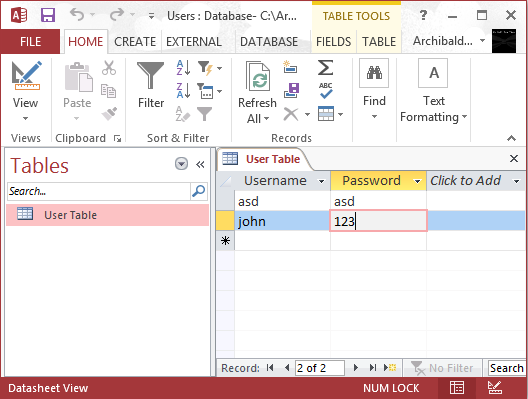 Users : Database- C:\Ar...
TABLE TOOLS
? 
FILE HOME CREATE EXTERNAL DATABASE FIELDS TABLE Archibald...
View
Paste
Filter
Refresh All
ABC
Find
A
Text Formatting
Views
Clipboard
Sort & Filter
Records
Tables
Search...
User Table
User Table
Username Password Click to Add
asd asd
john 123
Record: 2 of 2 No Filter Search
Datasheet View
NUM LOCK